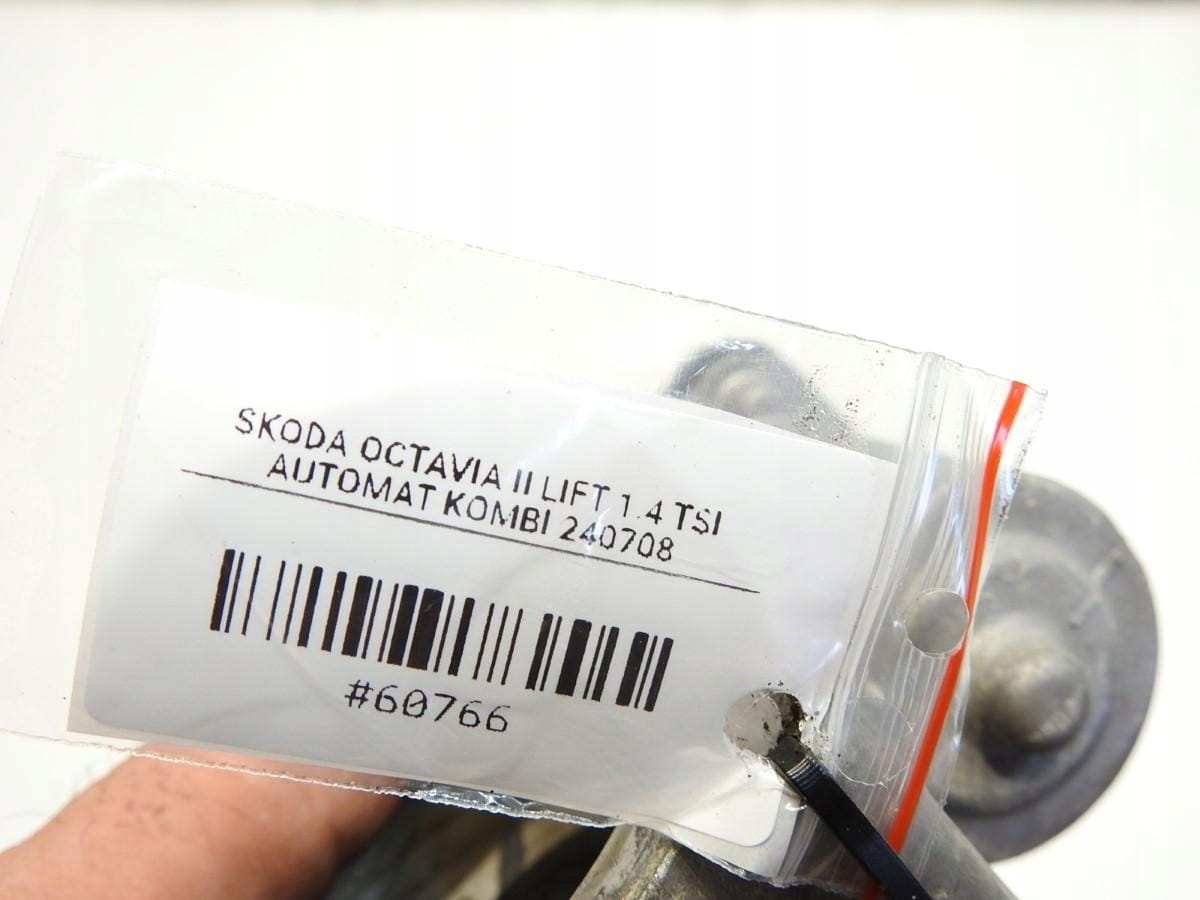 SKODA OCTAVIA II LIFT 1.4 TSI
AUTOMAT KOMBI 240708
#60766